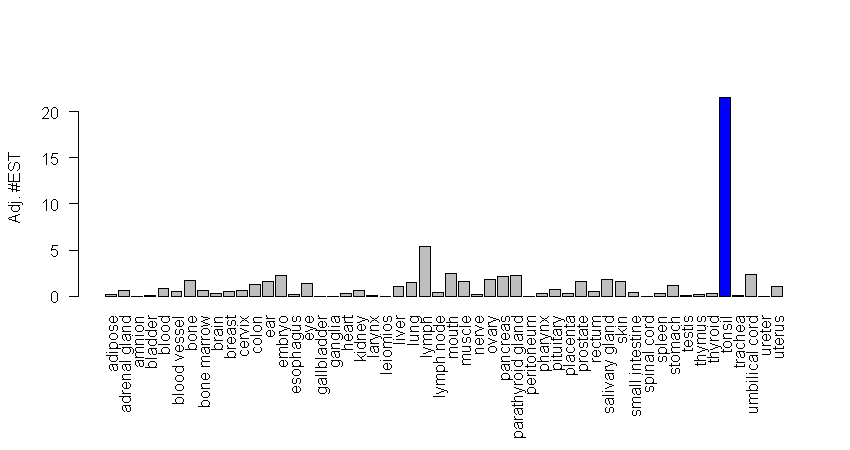 Adj. #EST
20
15
10
5
0
adipose
adrenal gland
amnion
bladder
blood
blood vessel
bone
bone marrow
brain
breast
cervix
colon
ear
embryo
esophagus
eye
gallbladder
ganglia
heart
kidney
larynx
leiomios
liver
lung
lymph
lymph node
mouth
muscle
nerve
ovary
pancreas
parathyroid gland
peritoneum
pharynx
pituitary
placenta
prostate
rectum
salivary gland
skin
small intestine
spinal cord
spleen
stomach
testis
thymus
thyroid
tonsil
trachea
umbilical cord
ureter
uterus